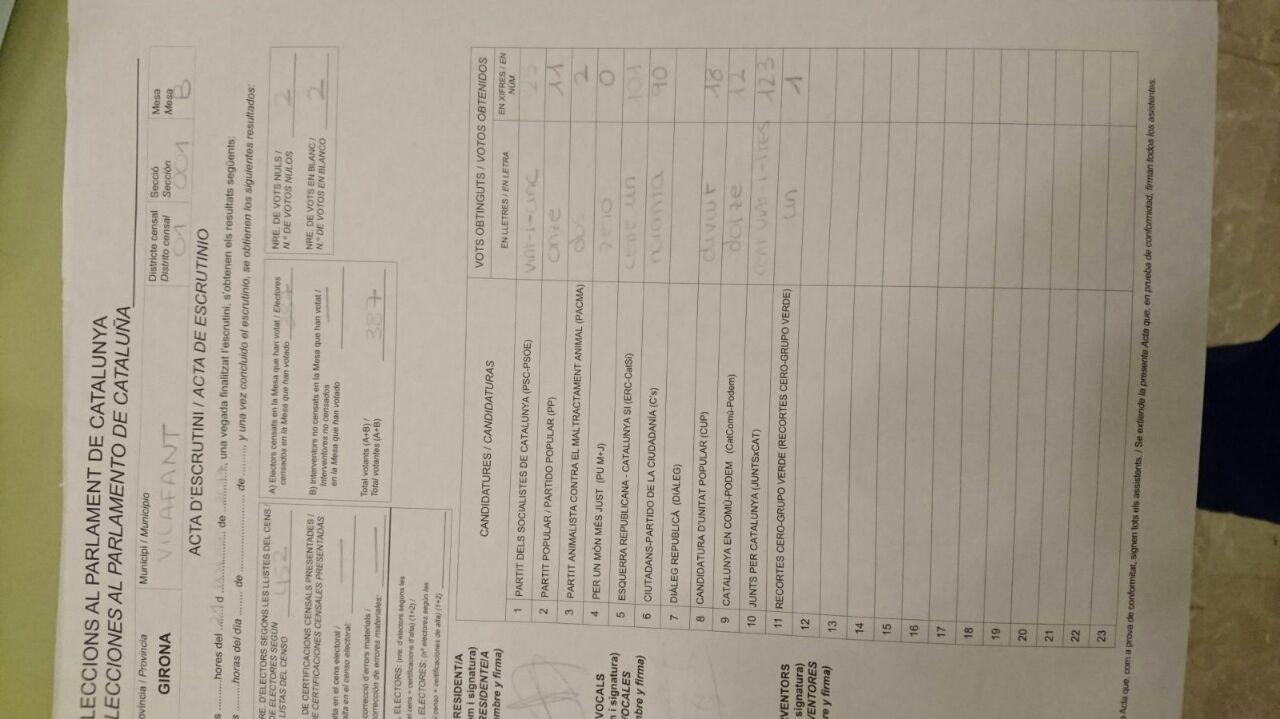 LECCIONS AL PARLAMENT DE CATALUNYA
LECCIONES AL PARLAMENTO DE CATALUÑA
ovíncia / Provincia
GIRONA
Municipi / Municipio
VILAFANT
Districte censal
Distrito censal
01
Secció
Sección
001
Mesa
Mesa
B
ACTA D'ESCRUTINI / ACTA DE ESCRUTINIO
s ........hores del ........ d ............... de ..............., una vegada finalitzat l'escrutini, s'obtenen els resultats següents:
s ........horas del día ........ de ............... de ..............., y una vez concluido el escrutinio, se obtienen los siguientes resultados:
RE. D'ELECTORS SEGONS LES LLISTES DEL CENS /
DE ELECTORES SEGÚN
LISTAS DEL CENSO
DE CERTIFICACIONS CENSALS PRESENTADES /
DE CERTIFICACIONES CENSALES PRESENTADAS
alta en el cens electoral /
alta en el censo electoral:
correcció d'errors materials /
corrección de errores materiales:
ELECTORS: (nre. electors segons les
el cens + certificacions d'alta) (1+2) /
ELECTORES: (nº electores según las
censo + certificaciones de alta) (1+2)
A) Electors censats en la Mesa que han votat / Electores
censados en la Mesa que han votado
B) Interventors no censats en la Mesa que han votat /
Interventores no censados
en la Mesa que han votado
Total votants (A+B) /
Total votantes (A+B)
387
NRE. DE VOTS NULS /
N.º DE VOTOS NULOS
2
NRE. DE VOTS EN BLANC /
N.º DE VOTOS EN BLANCO
2
CANDIDATURES / CANDIDATURAS
VOTS OBTINGUTS / VOTOS OBTENIDOS
EN LLETRES / EN LETRA
EN XIFRES / EN NÚM.
1 PARTIT DELS SOCIALISTES DE CATALUNYA (PSC-PSOE) vint-i-cinc 25
2 PARTIT POPULAR / PARTIDO POPULAR (PP) onze 11
3 PARTIT ANIMALISTA CONTRA EL MALTRACTAMENT ANIMAL (PACMA) dos 2
4 PER UN MÓN MÉS JUST (PU M+J) zero 0
5 ESQUERRA REPUBLICANA - CATALUNYA SÍ (ERC-CatSí) cent un 101
6 CIUTADANS-PARTIDO DE LA CIUDADANÍA (C's) noranta 90
7 DIÀLEG REPUBLICÀ (DIÀLEG)
8 CANDIDATURA D'UNITAT POPULAR (CUP) divuit 18
9 CATALUNYA EN COMÚ-PODEM (CatComú-Podem) dotze 12
10 JUNTS PER CATALUNYA (JUNTSxCAT) cent vint-i-tres 123
11 RECORTES CERO-GRUPO VERDE (RECORTES CERO-GRUPO VERDE) un 1
12
13
14
15
16
17
18
19
20
21
22
23
RESIDENT/A
m i signatura)
RESIDENTE/A
mbre y firma)
VOCALS
m i signatura)
VOCALES
mbre y firma)
VENTORS
signatura)
VENTORES
re y firma)
Acta que, com a prova de conformitat, signen tots els assistents. / Se extiende la presente Acta que, en prueba de conformidad, firman todos los asistentes.